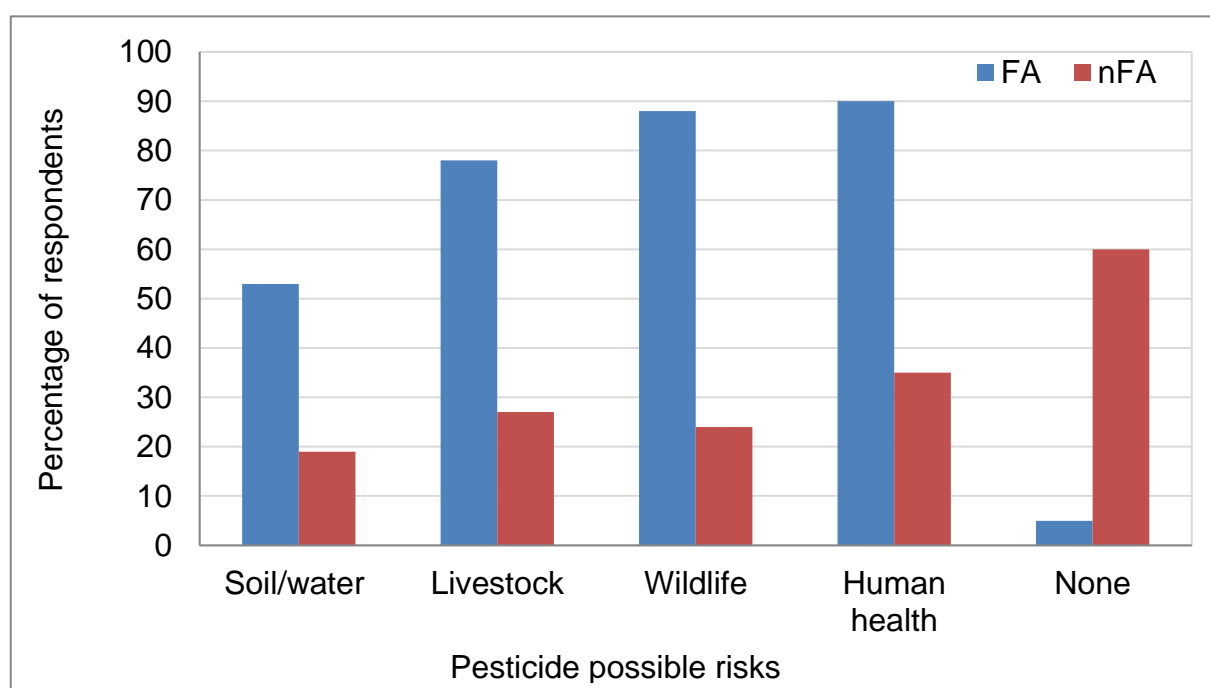 Percentage of respondents
100
90
80
70
60
50
40
30
20
10
0
FA nFA
Soil/water Livestock Wildlife Human health None
Pesticide possible risks